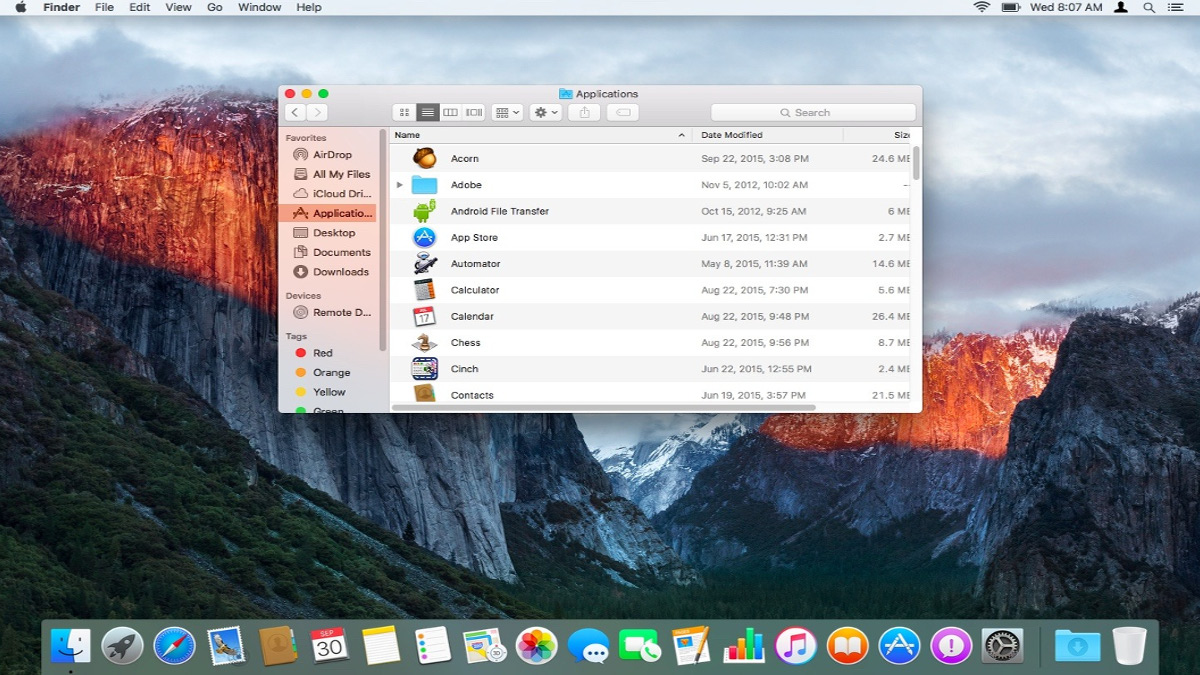 Finder File Edit View Go Window Help Wed 8:07 AM
Applications
Search
Favorites
AirDrop
All My Files
iCloud Dri...
Applicatio...
Desktop
Documents
Downloads
Devices
Remote D...
Tags
Red
Orange
Yellow
Green
Name Date Modified Size
Acorn Sep 22, 2015, 3:08 PM 24.6 MB
Adobe Nov 5, 2012, 10:02 AM --
Android File Transfer Oct 15, 2012, 9:25 AM 6 MB
App Store Jun 17, 2015, 12:31 PM 2.7 MB
Automator May 8, 2015, 11:39 AM 14.6 MB
Calculator Aug 22, 2015, 7:30 PM 5.6 MB
Calendar Aug 22, 2015, 9:48 PM 26.4 MB
Chess Aug 22, 2015, 9:56 PM 8.7 MB
Cinch Jun 22, 2015, 12:55 PM 2.4 MB
Contacts Jun 19, 2015, 3:57 PM 21.5 MB
17
SEP
30